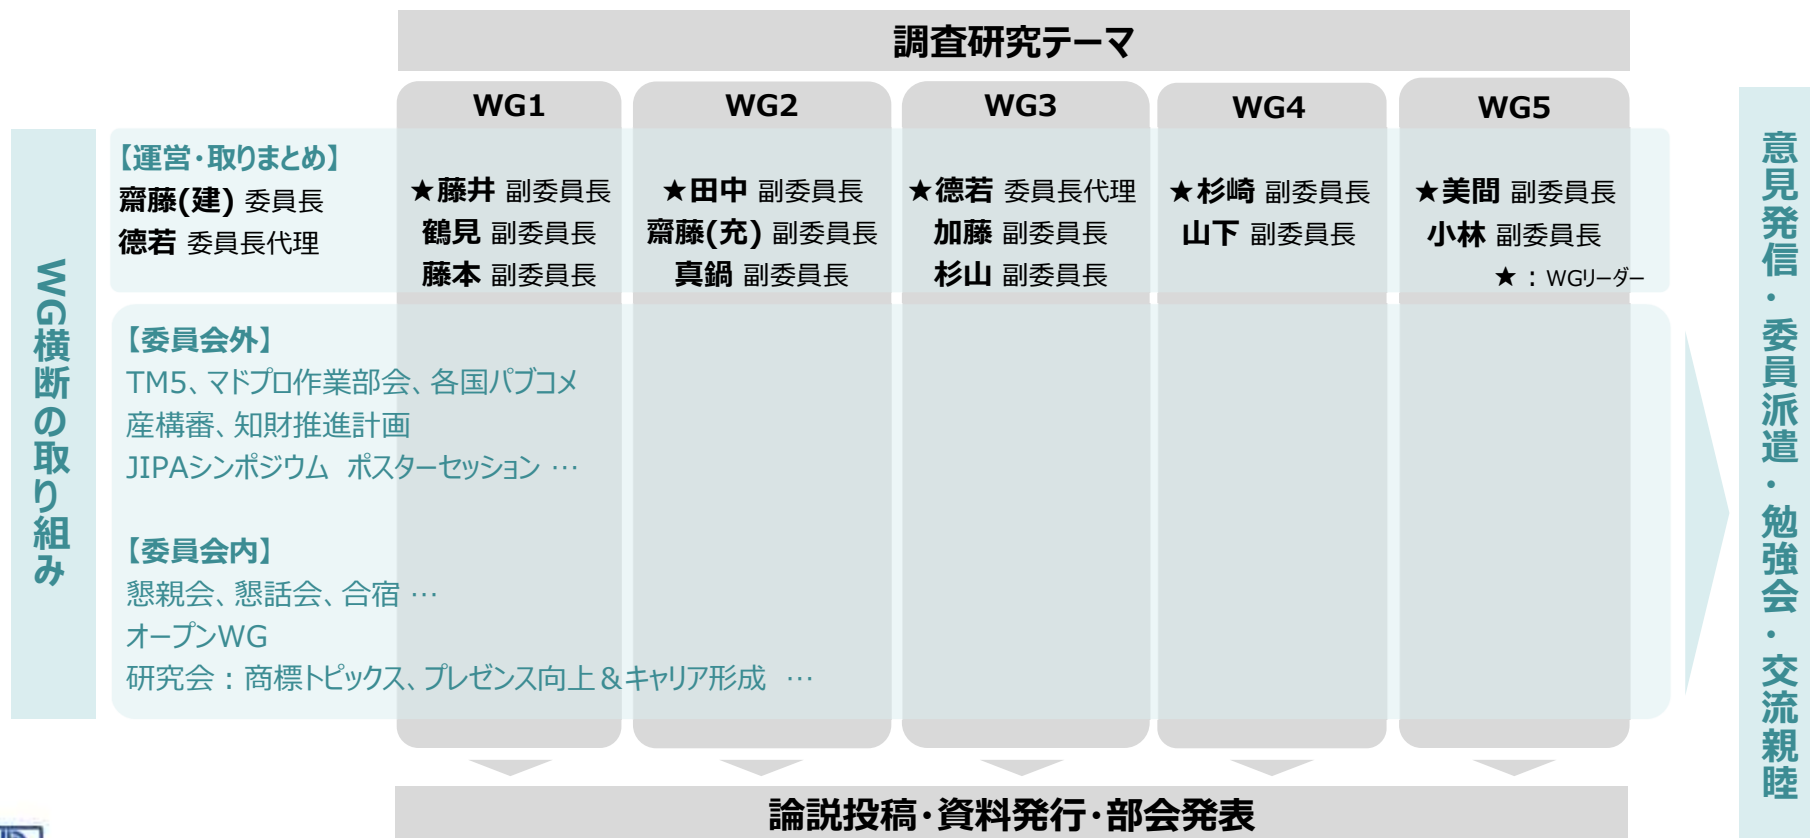 調査研究テーマ
WG1
WG2
WG3
WG4
WG5
WG横断の取り組み
【運営・取りまとめ】
齋藤(建) 委員長
德若 委員長代理
★藤井 副委員長
鶴見 副委員長
藤本 副委員長
★田中 副委員長
齋藤(充) 副委員長
真鍋 副委員長
★德若 委員長代理
加藤 副委員長
杉山 副委員長
★杉崎 副委員長
山下 副委員長
★美間 副委員長
小林 副委員長
★：WGリーダー
【委員会外】
TM5、マドプロ作業部会、各国パブコメ
産構審、知財推進計画
JIPAシンポジウム ポスターセッション …
【委員会内】
懇親会、懇話会、合宿 …
オープンWG
研究会：商標トピックス、プレゼンス向上＆キャリア形成 …
意見発信・委員派遣・勉強会・交流親睦
論説投稿・資料発行・部会発表